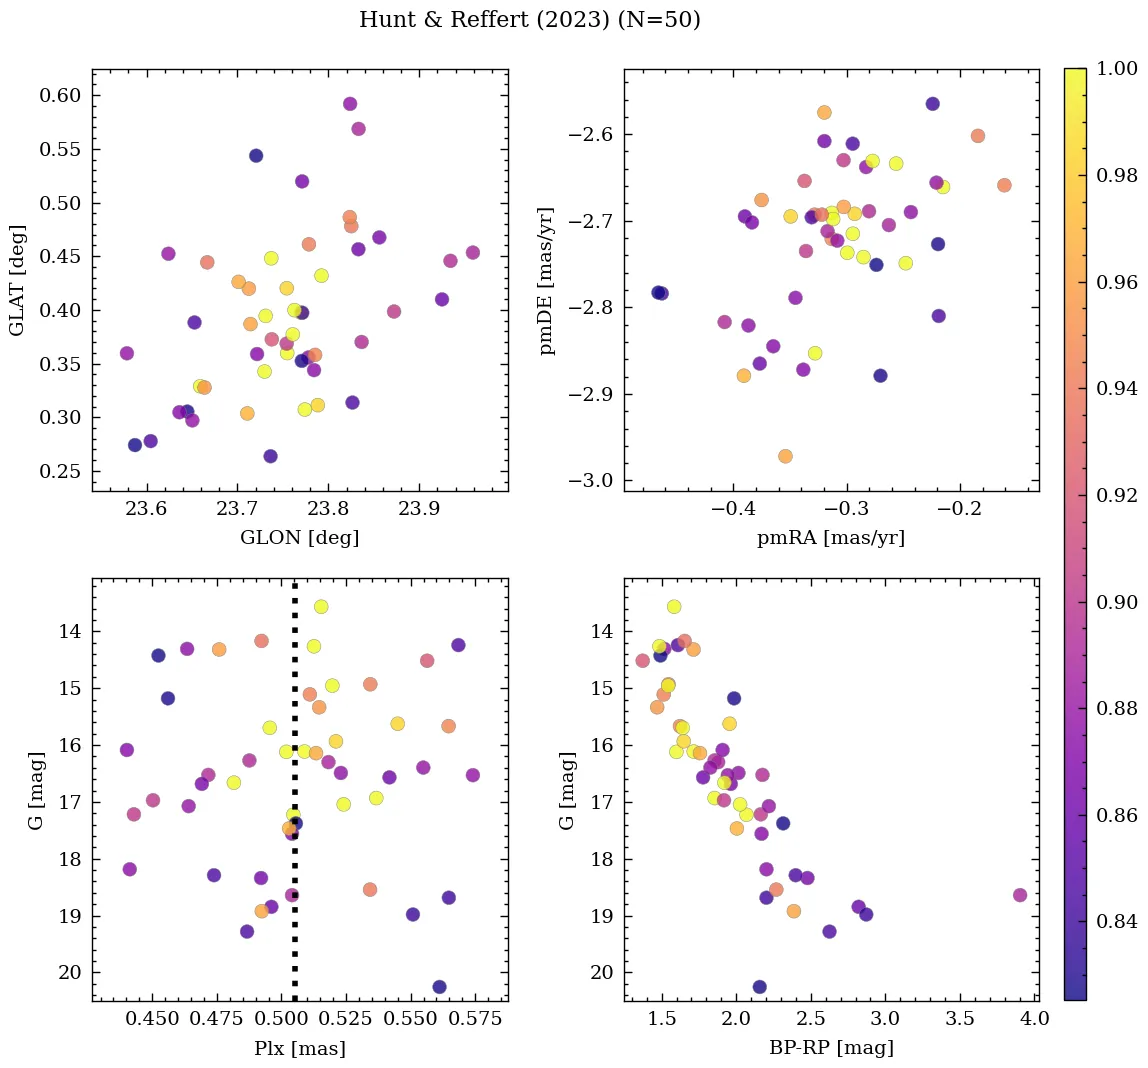 Hunt & Reffert (2023) (N=50)
GLAT [deg]
0.60
0.55
0.50
0.45
0.40
0.35
0.30
0.25
23.6 23.7 23.8 23.9
GLON [deg]
pmDE [mas/yr]
−2.6
−2.7
−2.8
−2.9
−3.0
−0.4 −0.3 −0.2
pmRA [mas/yr]
G [mag]
14
15
16
17
18
19
20
0.450 0.475 0.500 0.525 0.550 0.575
Plx [mas]
G [mag]
14
15
16
17
18
19
20
1.5 2.0 2.5 3.0 3.5 4.0
BP-RP [mag]
1.00
0.98
0.96
0.94
0.92
0.90
0.88
0.86
0.84